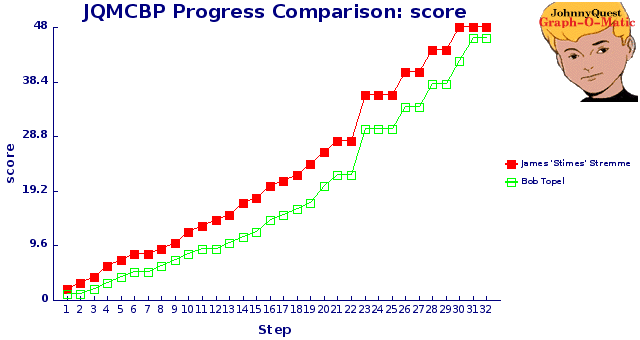 JQMCBP Progress Comparison: score
JohnnyQuest
Graph-O-Matic
48
38.4
28.8
19.2
9.6
0
score
1 2 3 4 5 6 7 8 9 10 11 12 13 14 15 16 17 18 19 20 21 22 23 24 25 26 27 28 29 30 31 32
Step
James 'Stimes' Stremme
Bob Topel